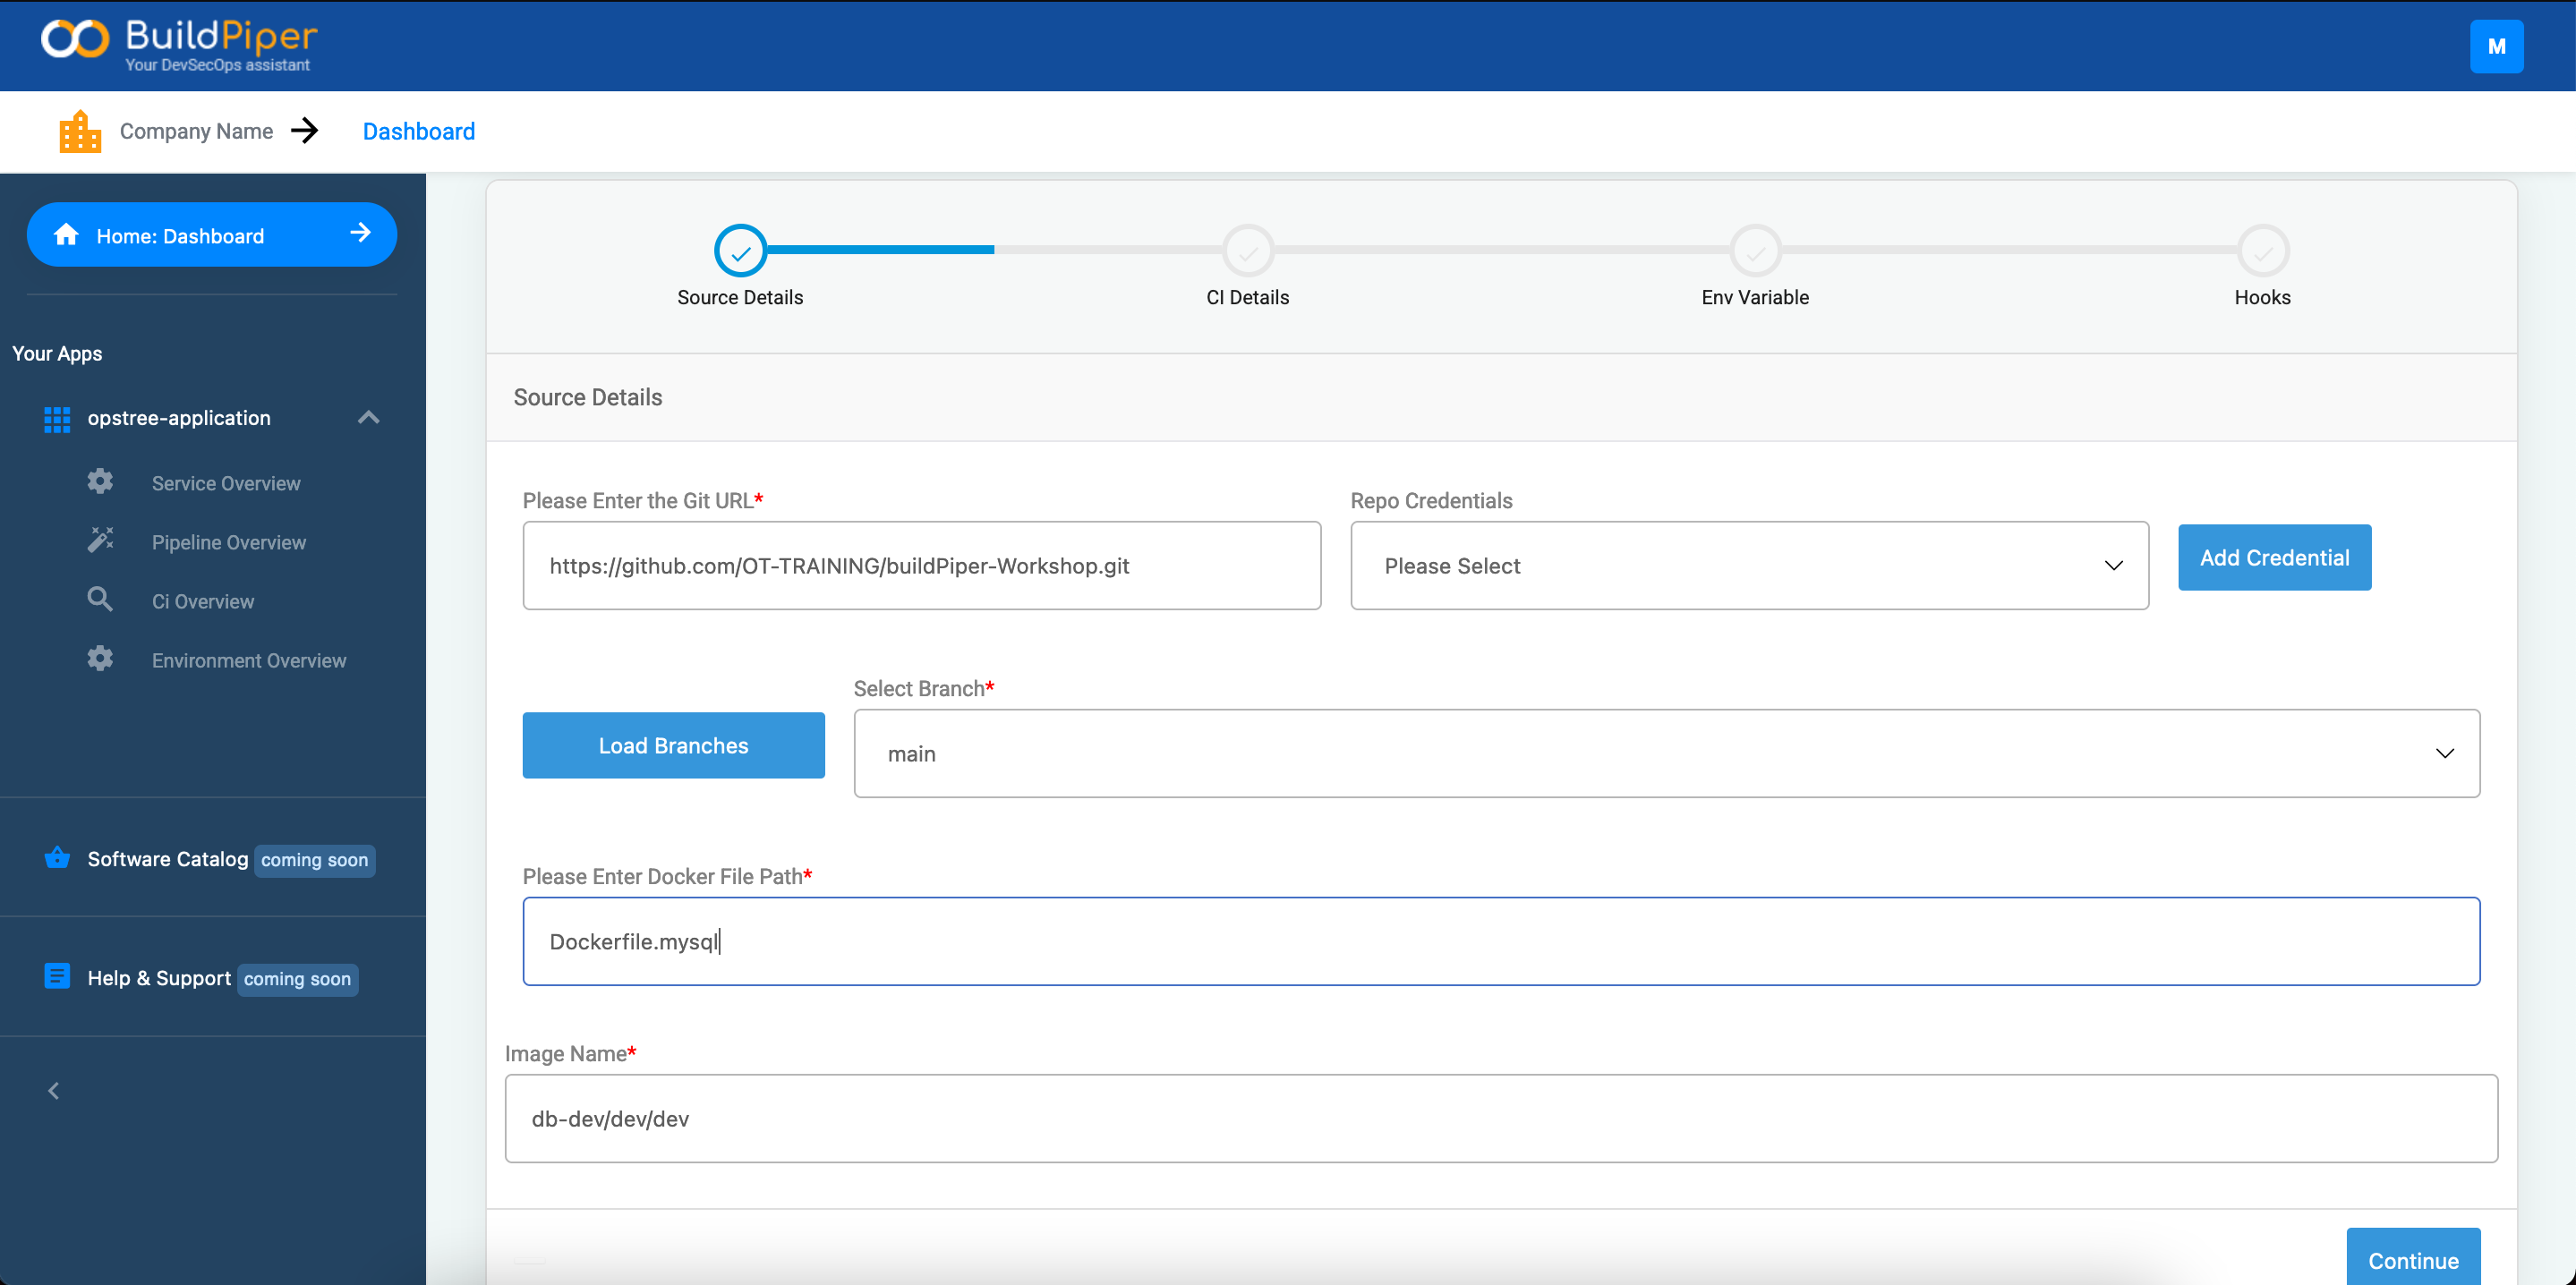 BuildPiper
Your DevSecOps assistant
M
Company Name
Dashboard
Home: Dashboard
Your Apps
opstree-application
Service Overview
Pipeline Overview
Ci Overview
Environment Overview
Software Catalog coming soon
Help & Support coming soon
Source Details
CI Details
Env Variable
Hooks
Source Details
Please Enter the Git URL*
Repo Credentials
https://github.com/OT-TRAINING/buildPiper-Workshop.git
Please Select
Add Credential
Select Branch*
Load Branches
main
Please Enter Docker File Path*
Dockerfile.mysql
Image Name*
db-dev/dev/dev
Continue